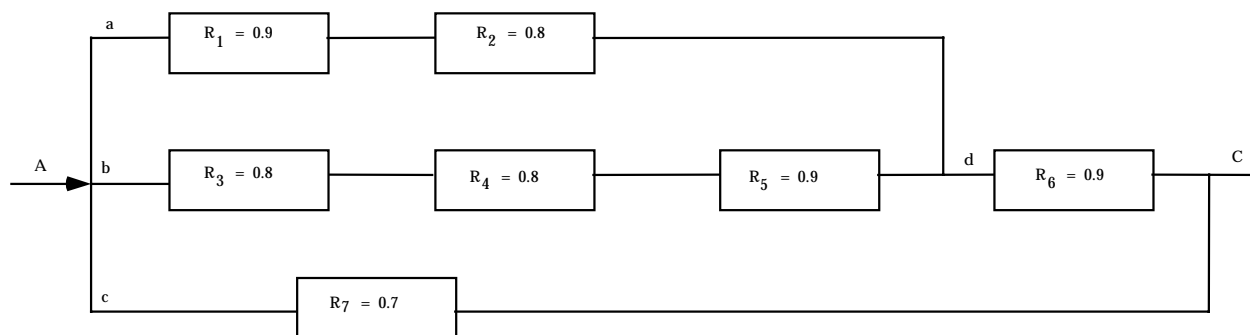 a
R1 = 0.9
R2 = 0.8
A
b
R3 = 0.8
R4 = 0.8
R5 = 0.9
d
R6 = 0.9
C
c
R7 = 0.7